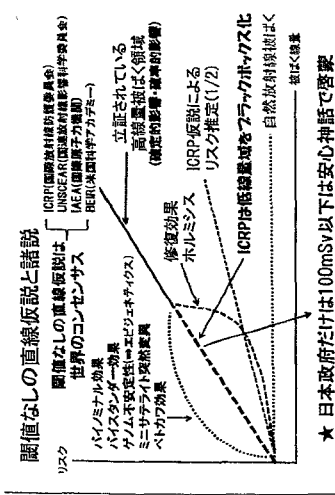 閾値なしの直線仮説と諸説
リスク
閾値なしの直線仮説は、
世界のコンセンサス
ICRP(国際放射線防護委員会)
UNSCEAR(国連放射線影響科学委員会)
IAEA(国際原子力機関)
BEIR(米国科学アカデミー)
バイノミナル効果
バイスタンダー効果
ゲノム不安定性(=エピジェネティクス)
ミニサテライト突然変異
ペトカウ効果
立証されている
高線量被ばく領域
(確定的影響・確率的影響)
修復効果
ホルミシス
ICRP仮説による
リスク推定(1/2)
ICRPは低線量域をブラックボックス化
自然放射線被ばく
被ばく線量
★ 日本政府だけは100mSv以下は安心神話で啓蒙